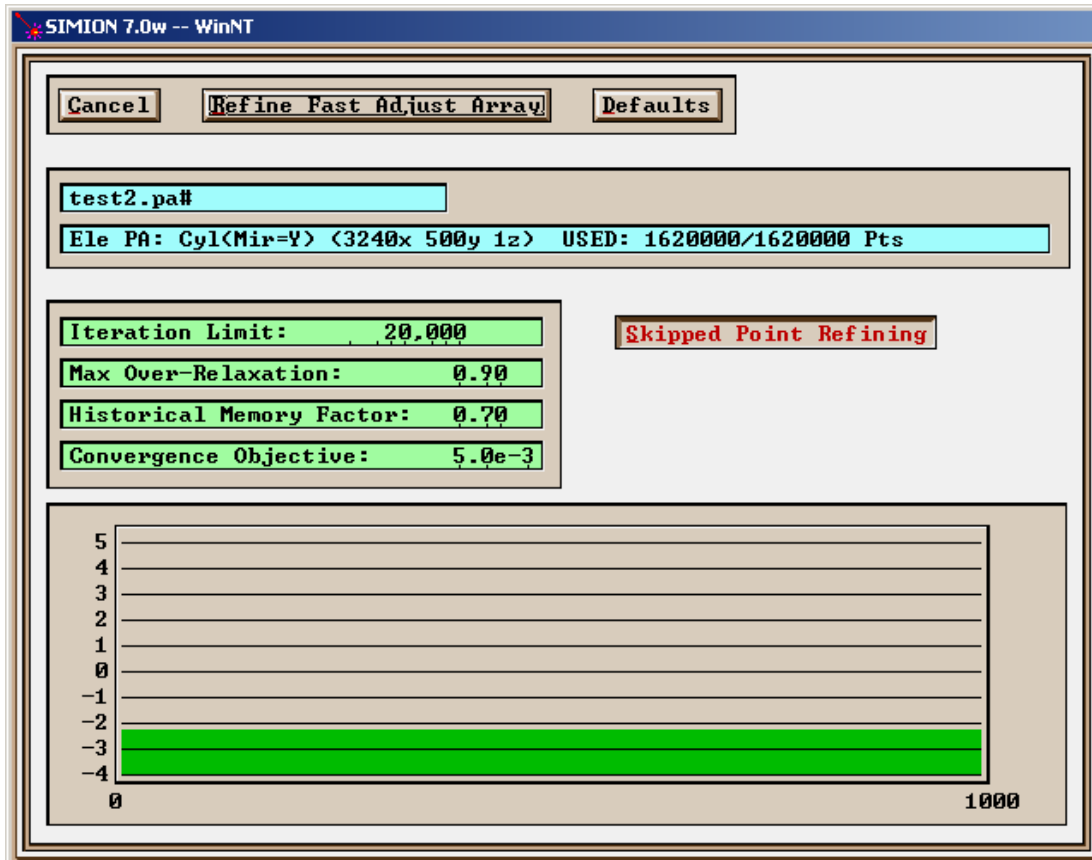 SIMION 7.0w -- WinNT
Cancel Refine Fast Adjust Array Defaults
test2.pa#
Ele PA: Cyl(Mir=Y) (3240x 500y 1z) USED: 1620000/1620000 Pts
Iteration Limit: 20,000
Skipped Point Refining
Max Over-Relaxation: 0.90
Historical Memory Factor: 0.70
Convergence Objective: 5.0e-3
5
4
3
2
1
0
-1
-2
-3
-4
0 1000